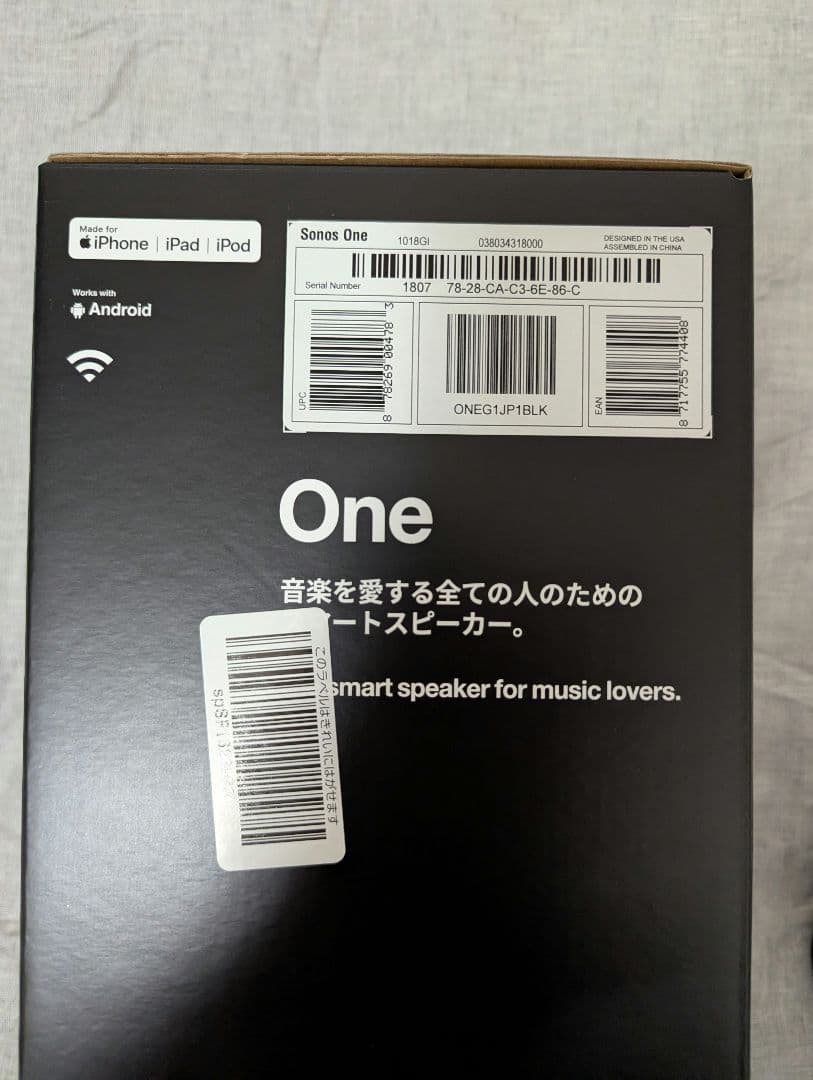 Made for
iPhone | iPad | iPod
Works with
Android
Sonos One
1018GI
038034318000
DESIGNED IN THE USA
ASSEMBLED IN CHINA
Serial Number
1807 78-28-CA-C3-6E-86-C
UPC
8 78269 00478 3
ONEG1JP1BLK
EAN
8 717755 774408
One
音楽を愛する全ての人のための
ートスピーカー。
smart speaker for music lovers.
このラベルはきれいにはがせます